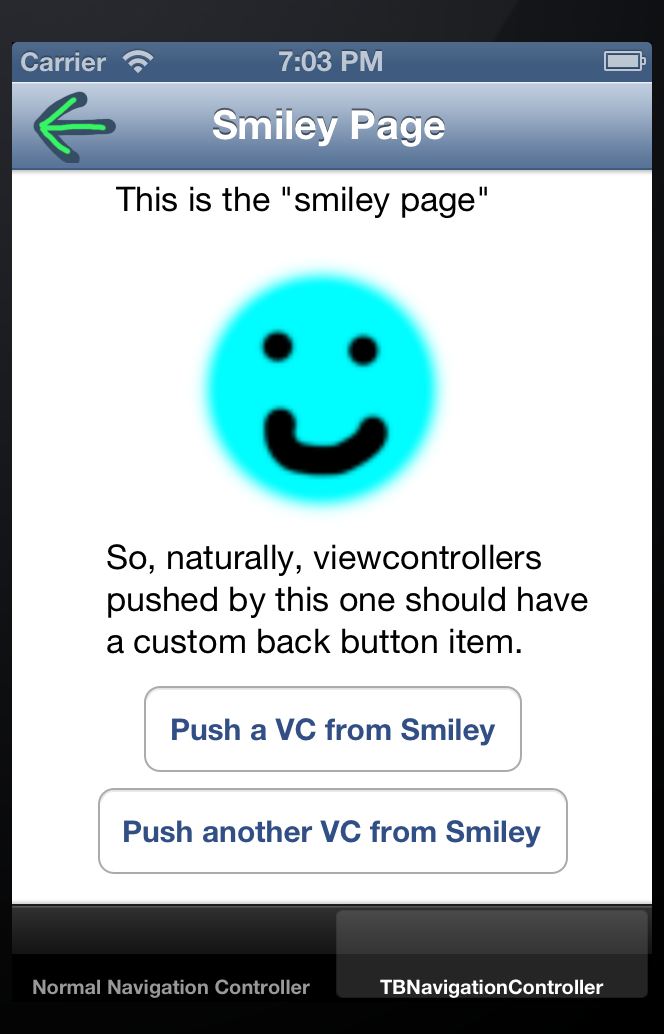 Carrier 7:03 PM
Smiley Page
This is the "smiley page"
So, naturally, viewcontrollers
pushed by this one should have
a custom back button item.
Push a VC from Smiley
Push another VC from Smiley
Normal Navigation Controller TBNavigationController